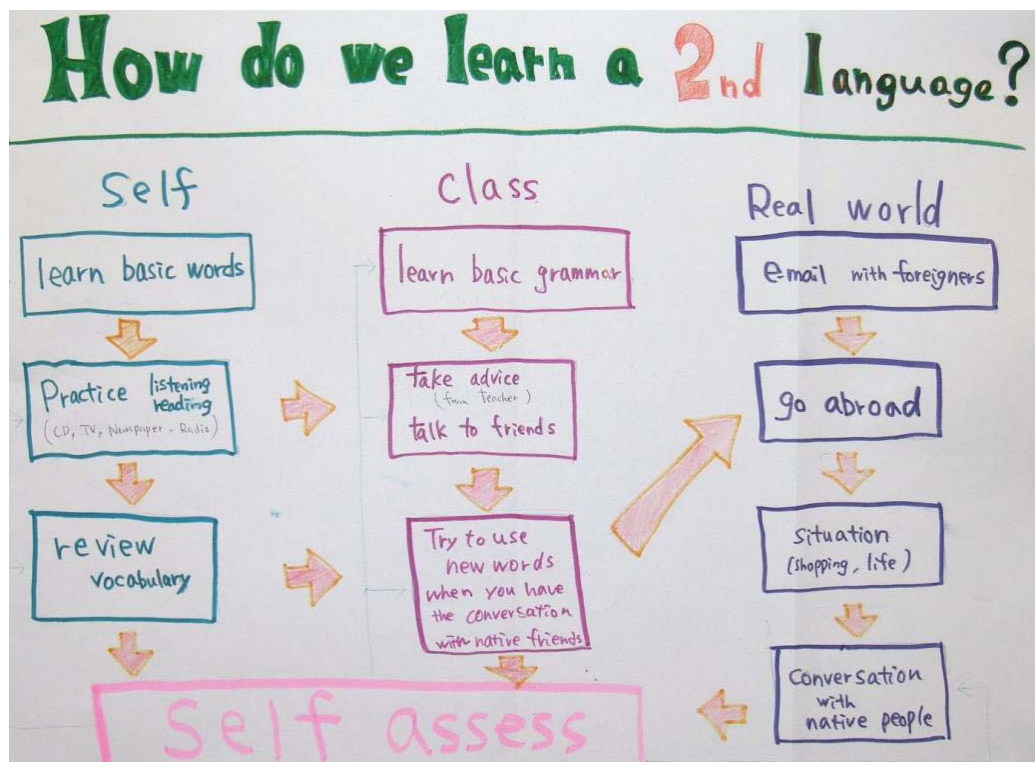 How do we learn a 2nd language?
Self
learn basic words
Practice listening
reading
(CD, TV, Newspaper, Radio)
review
vocabulary
Class
learn basic grammar
take advice
(from teacher)
talk to friends
Try to use
new words
when you have
the conversation
with native friends
Real world
e-mail with foreigners
go abroad
situation
(shopping, life)
conversation
with
native people
Self assess